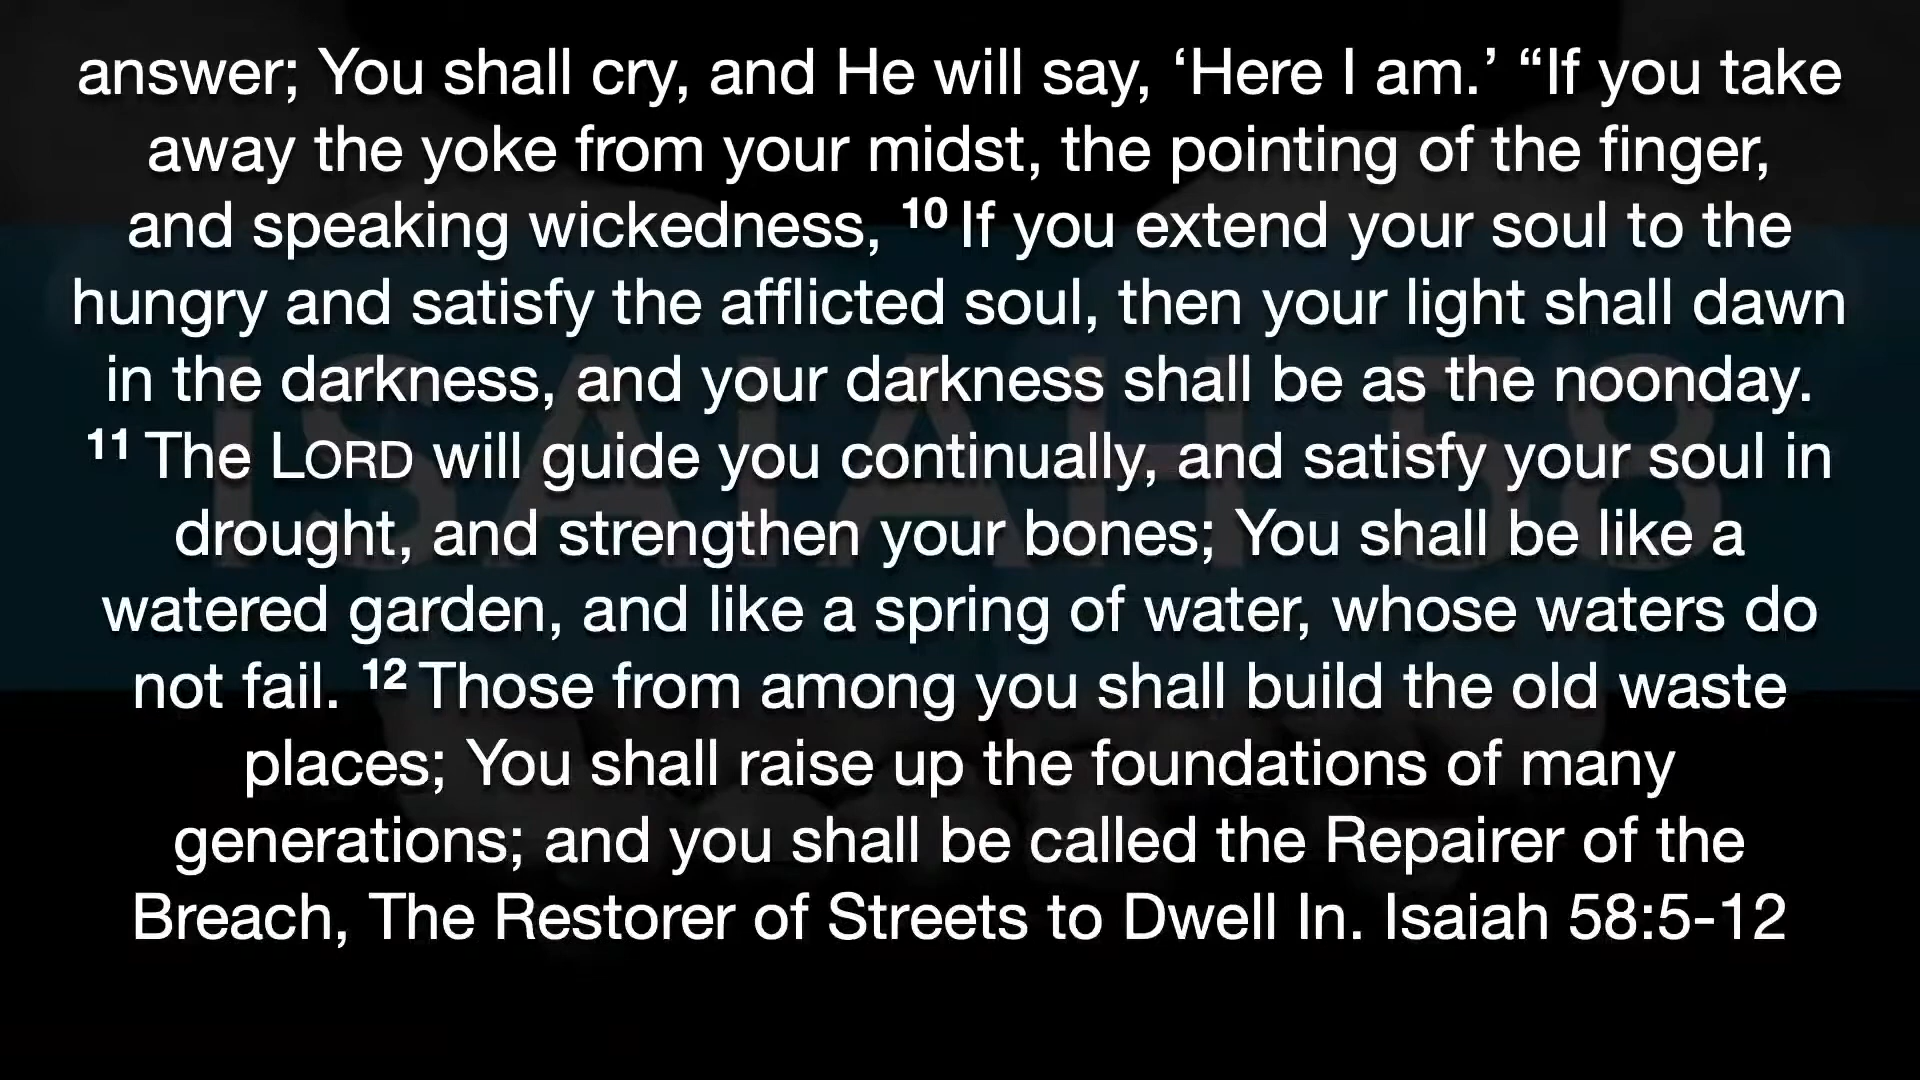 answer; You shall cry, and He will say, ‘Here I am.’ “If you take
away the yoke from your midst, the pointing of the finger,
and speaking wickedness, 10 If you extend your soul to the
hungry and satisfy the afflicted soul, then your light shall dawn
in the darkness, and your darkness shall be as the noonday.
11 The LORD will guide you continually, and satisfy your soul in
drought, and strengthen your bones; You shall be like a
watered garden, and like a spring of water, whose waters do
not fail. 12 Those from among you shall build the old waste
places; You shall raise up the foundations of many
generations; and you shall be called the Repairer of the
Breach, The Restorer of Streets to Dwell In. Isaiah 58:5-12
ISAIAH 58